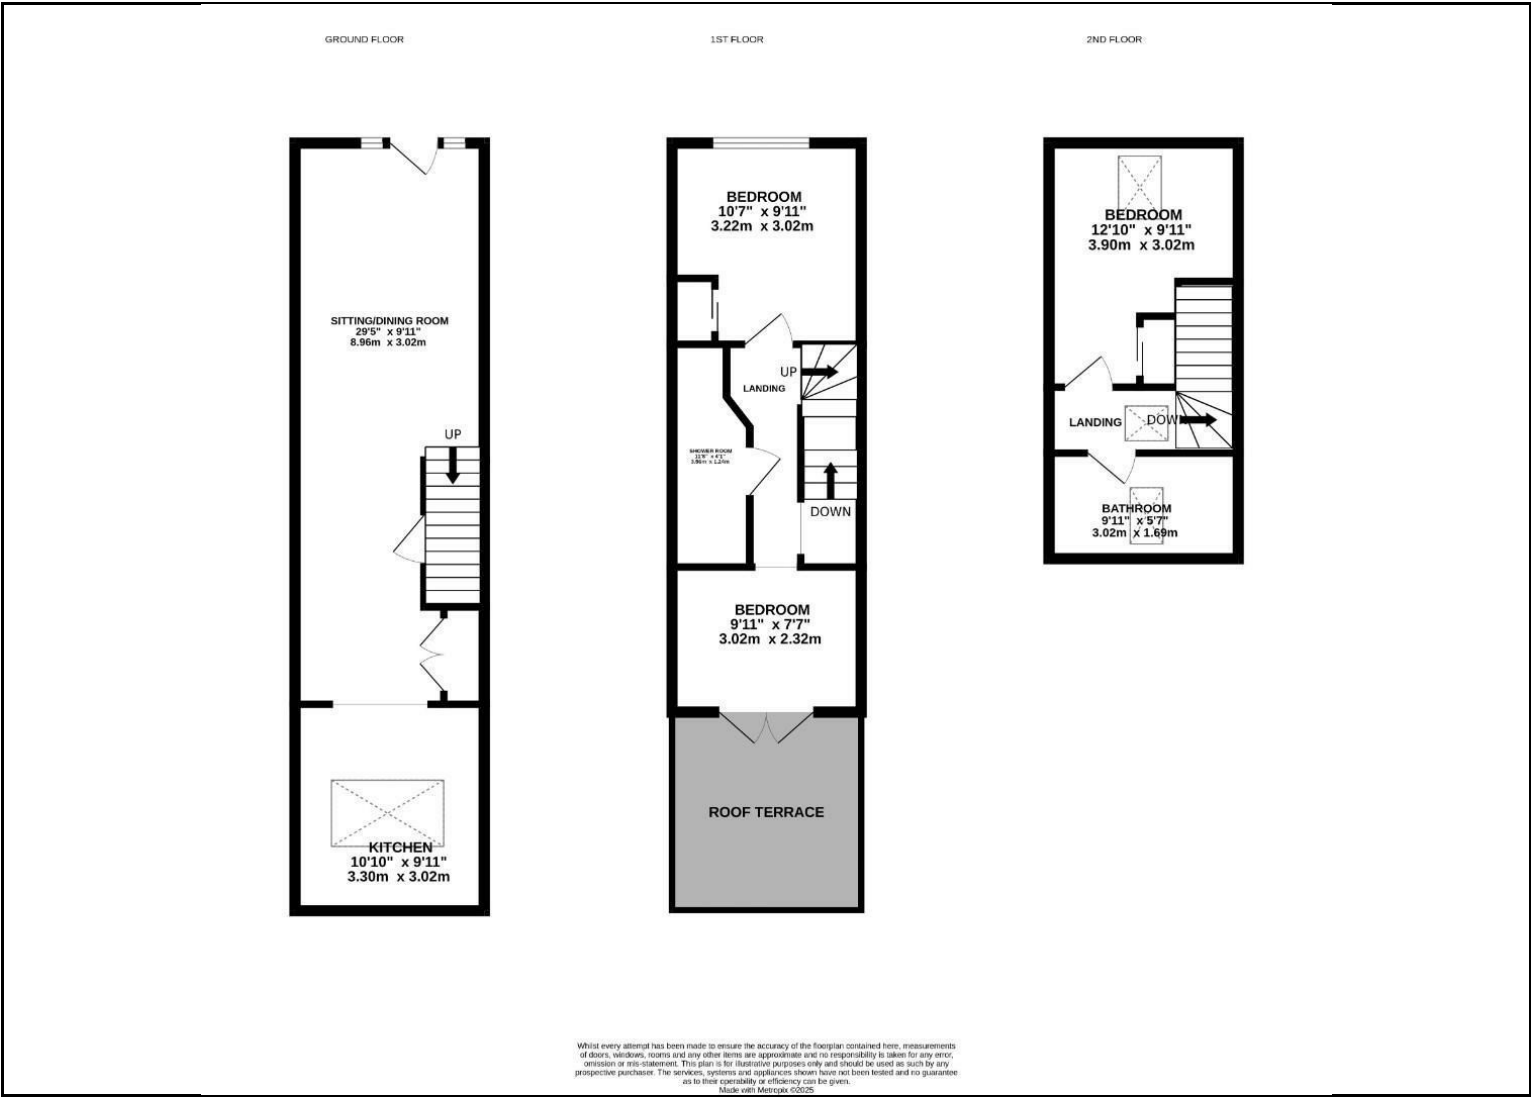 GROUND FLOOR
1ST FLOOR
2ND FLOOR
SITTING/DINING ROOM
29'5" x 9'11"
8.96m x 3.02m
UP
KITCHEN
10'10" x 9'11"
3.30m x 3.02m
BEDROOM
10'7" x 9'11"
3.22m x 3.02m
UP
LANDING
SHOWER ROOM
3.86m x 1.24m
DOWN
BEDROOM
9'11" x 7'7"
3.02m x 2.32m
ROOF TERRACE
BEDROOM
12'10" x 9'11"
3.90m x 3.02m
LANDING
DOWN
BATHROOM
9'11" x 5'7"
3.02m x 1.69m
Whilst every attempt has been made to ensure the accuracy of the floorplan contained here, measurements
of doors, windows, rooms and any other items are approximate and no responsibility is taken for any error,
omission or mis-statement. This plan is for illustrative purposes only and should be used as such by any
prospective purchaser. The services, systems and appliances shown have not been tested and no guarantee
as to their operability or efficiency can be given.
Made with Metropix ©2025